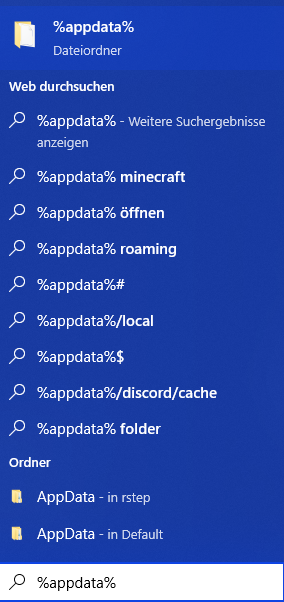 %appdata%
Dateiordner
Web durchsuchen
%appdata% - Weitere Suchergebnisse
anzeigen
%appdata% minecraft
%appdata% öffnen
%appdata% roaming
%appdata%#
%appdata%/local
%appdata%$
%appdata%/discord/cache
%appdata% folder
Ordner
AppData - in rstep
AppData - in Default
%appdata%